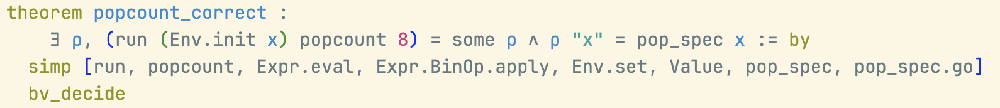 theorem popcount_correct :
    ∃ ρ, (run (Env.init x) popcount 8) = some ρ ∧ ρ "x" = pop_spec x := by
  simp [run, popcount, Expr.eval, Expr.BinOp.apply, Env.set, Value, pop_spec, pop_spec.go]
  bv_decide